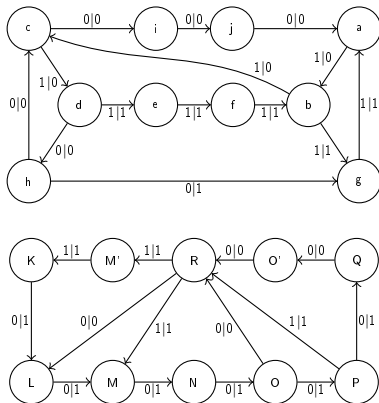 0|0 0|0 0|0
c i j a
1|0 1|0 1|0
0|0 d e f b 1|1
1|1 1|1 1|1
0|0 1|1
h g
0|1
1|1 1|1 0|0 0|0
K M' R O' Q
0|1 0|0 1|1 0|0 1|1 0|1
L M N O P
0|1 0|1 0|1 0|1